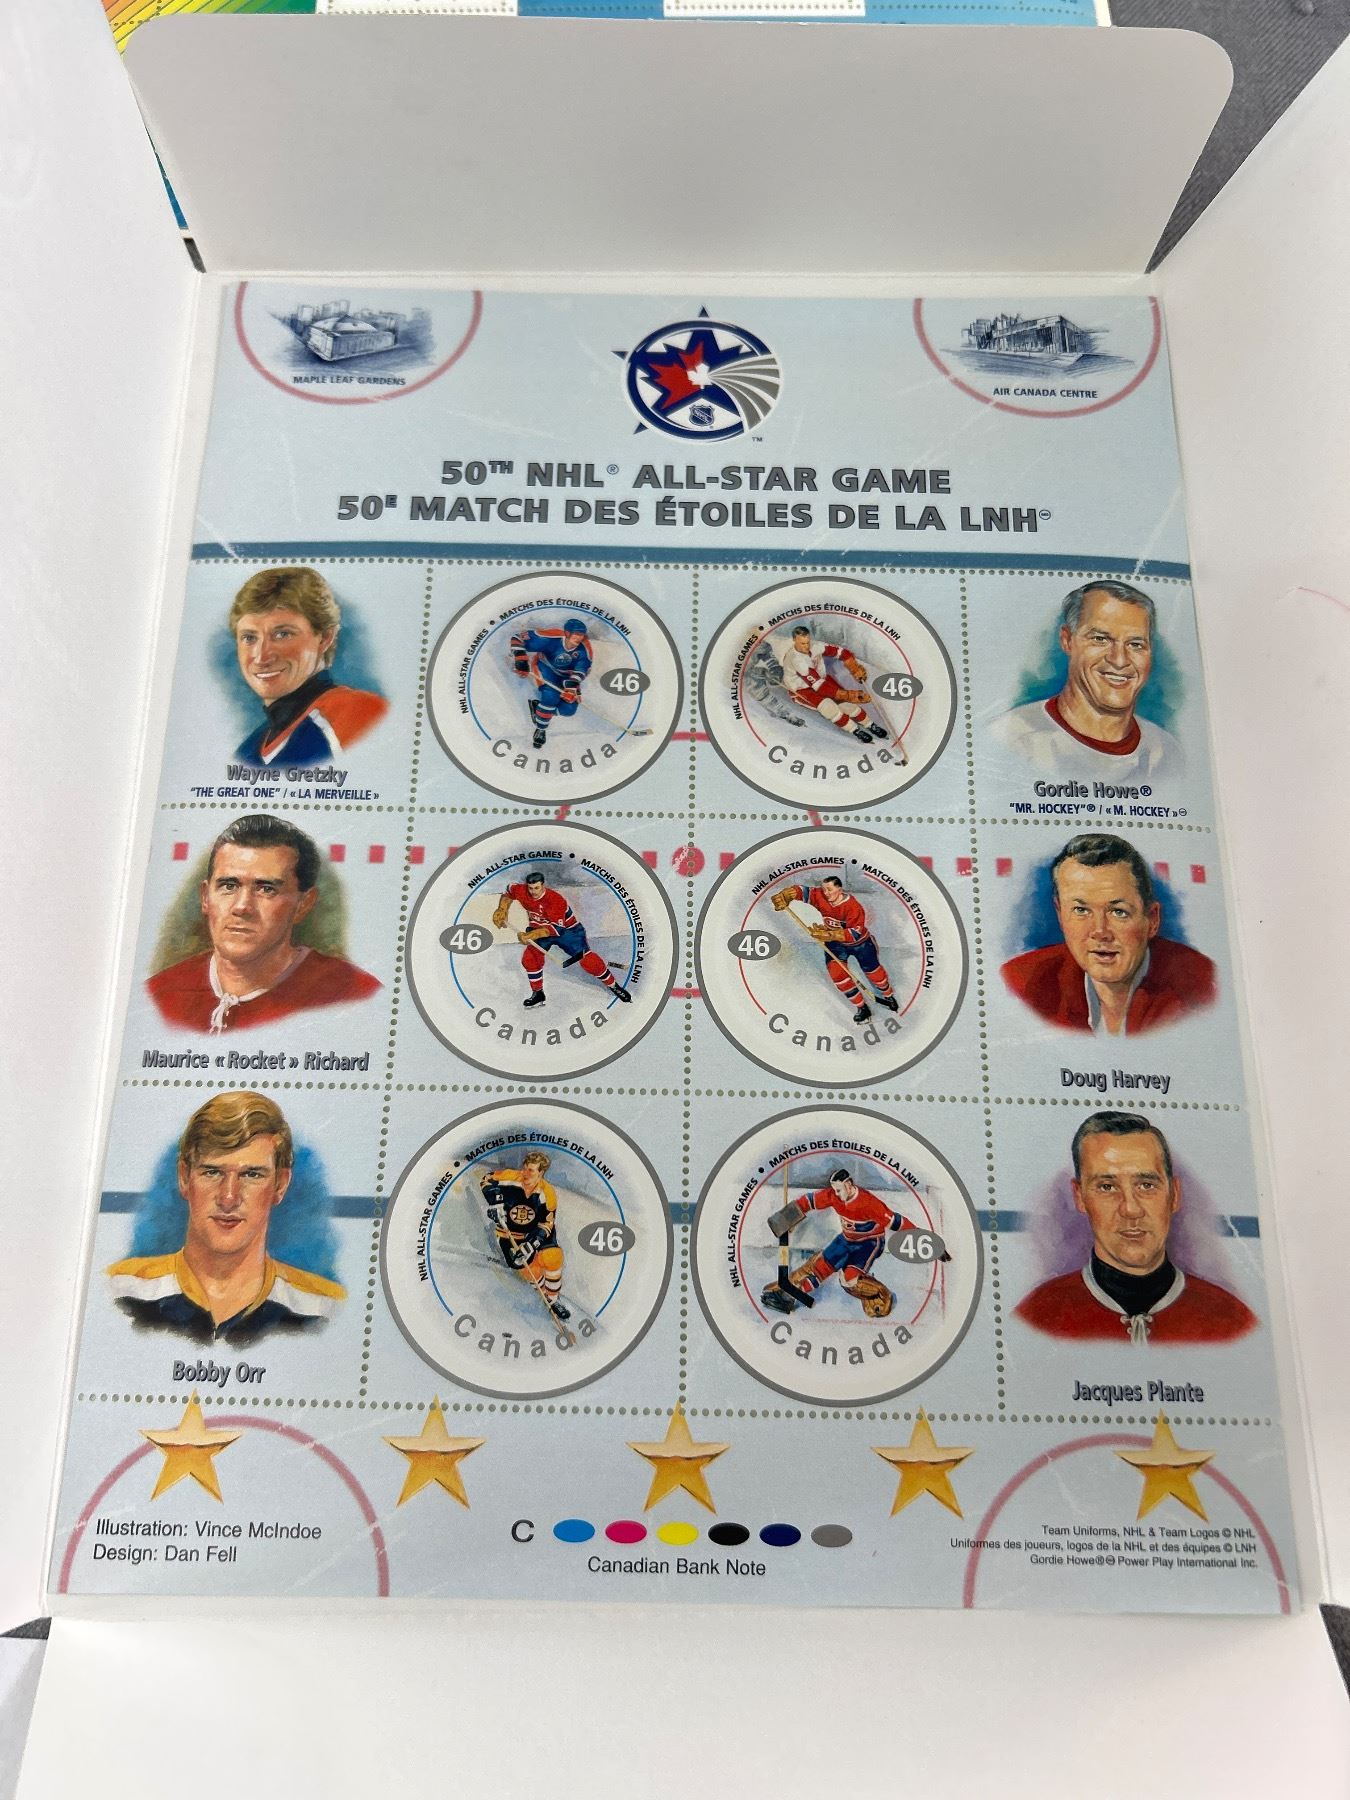 MAPLE LEAF GARDENS
AIR CANADA CENTRE
NHL
TM
50TH NHL® ALL-STAR GAME
50E MATCH DES ÉTOILES DE LA LNH MD
NHL ALL-STAR GAMES • MATCHS DES ÉTOILES DE LA LNH
46
Canada
NHL ALL-STAR GAMES • MATCHS DES ÉTOILES DE LA LNH
46
Canada
Wayne Gretzky
"THE GREAT ONE" / « LA MERVEILLE »
Gordie Howe®
"MR. HOCKEY"® / « M. HOCKEY » MD
NHL ALL-STAR GAMES • MATCHS DES ÉTOILES DE LA LNH
46
Canada
NHL ALL-STAR GAMES • MATCHS DES ÉTOILES DE LA LNH
46
Canada
Maurice « Rocket » Richard
Doug Harvey
NHL ALL-STAR GAMES • MATCHS DES ÉTOILES DE LA LNH
B
46
Canada
NHL ALL-STAR GAMES • MATCHS DES ÉTOILES DE LA LNH
1
46
Canada
Bobby Orr
Jacques Plante
Illustration: Vince McIndoe
Design: Dan Fell
C
Canadian Bank Note
Team Uniforms, NHL & Team Logos © NHL
Uniformes des joueurs, logos de la NHL et des équipes © LNH
Gordie Howe® MD Power Play International Inc.